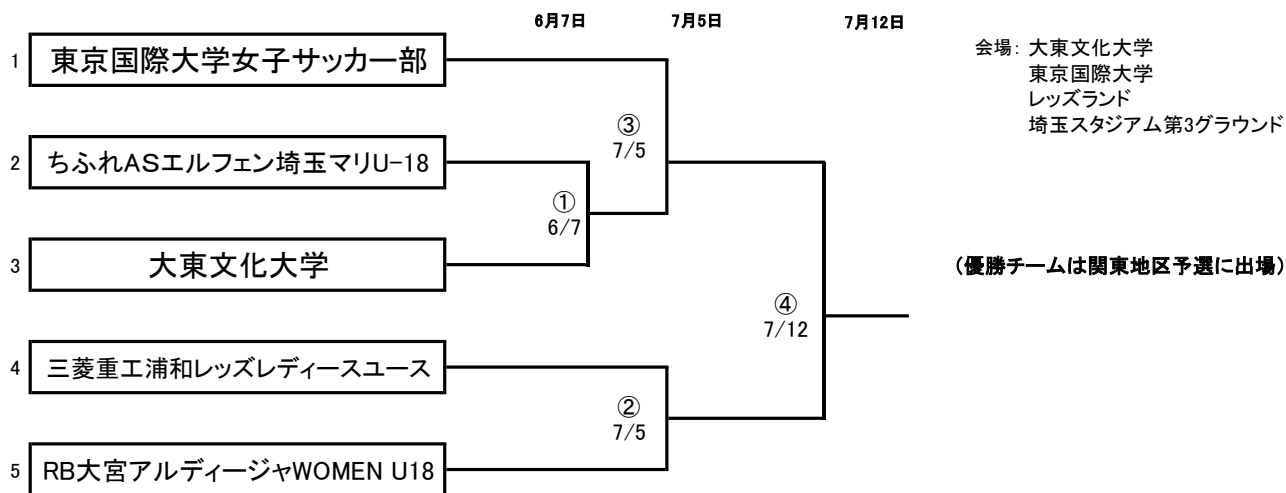 6月7日 7月5日 7月12日
会場: 大東文化大学
東京国際大学
レッズランド
埼玉スタジアム第3グラウンド
1 東京国際大学女子サッカー部
③
7/5
2 ちふれASエルフェン埼玉マリU-18
①
6/7
3 大東文化大学
(優勝チームは関東地区予選に出場)
④
7/12
4 三菱重工浦和レッズレディースユース
②
7/5
5 RB大宮アルディージャWOMEN U18